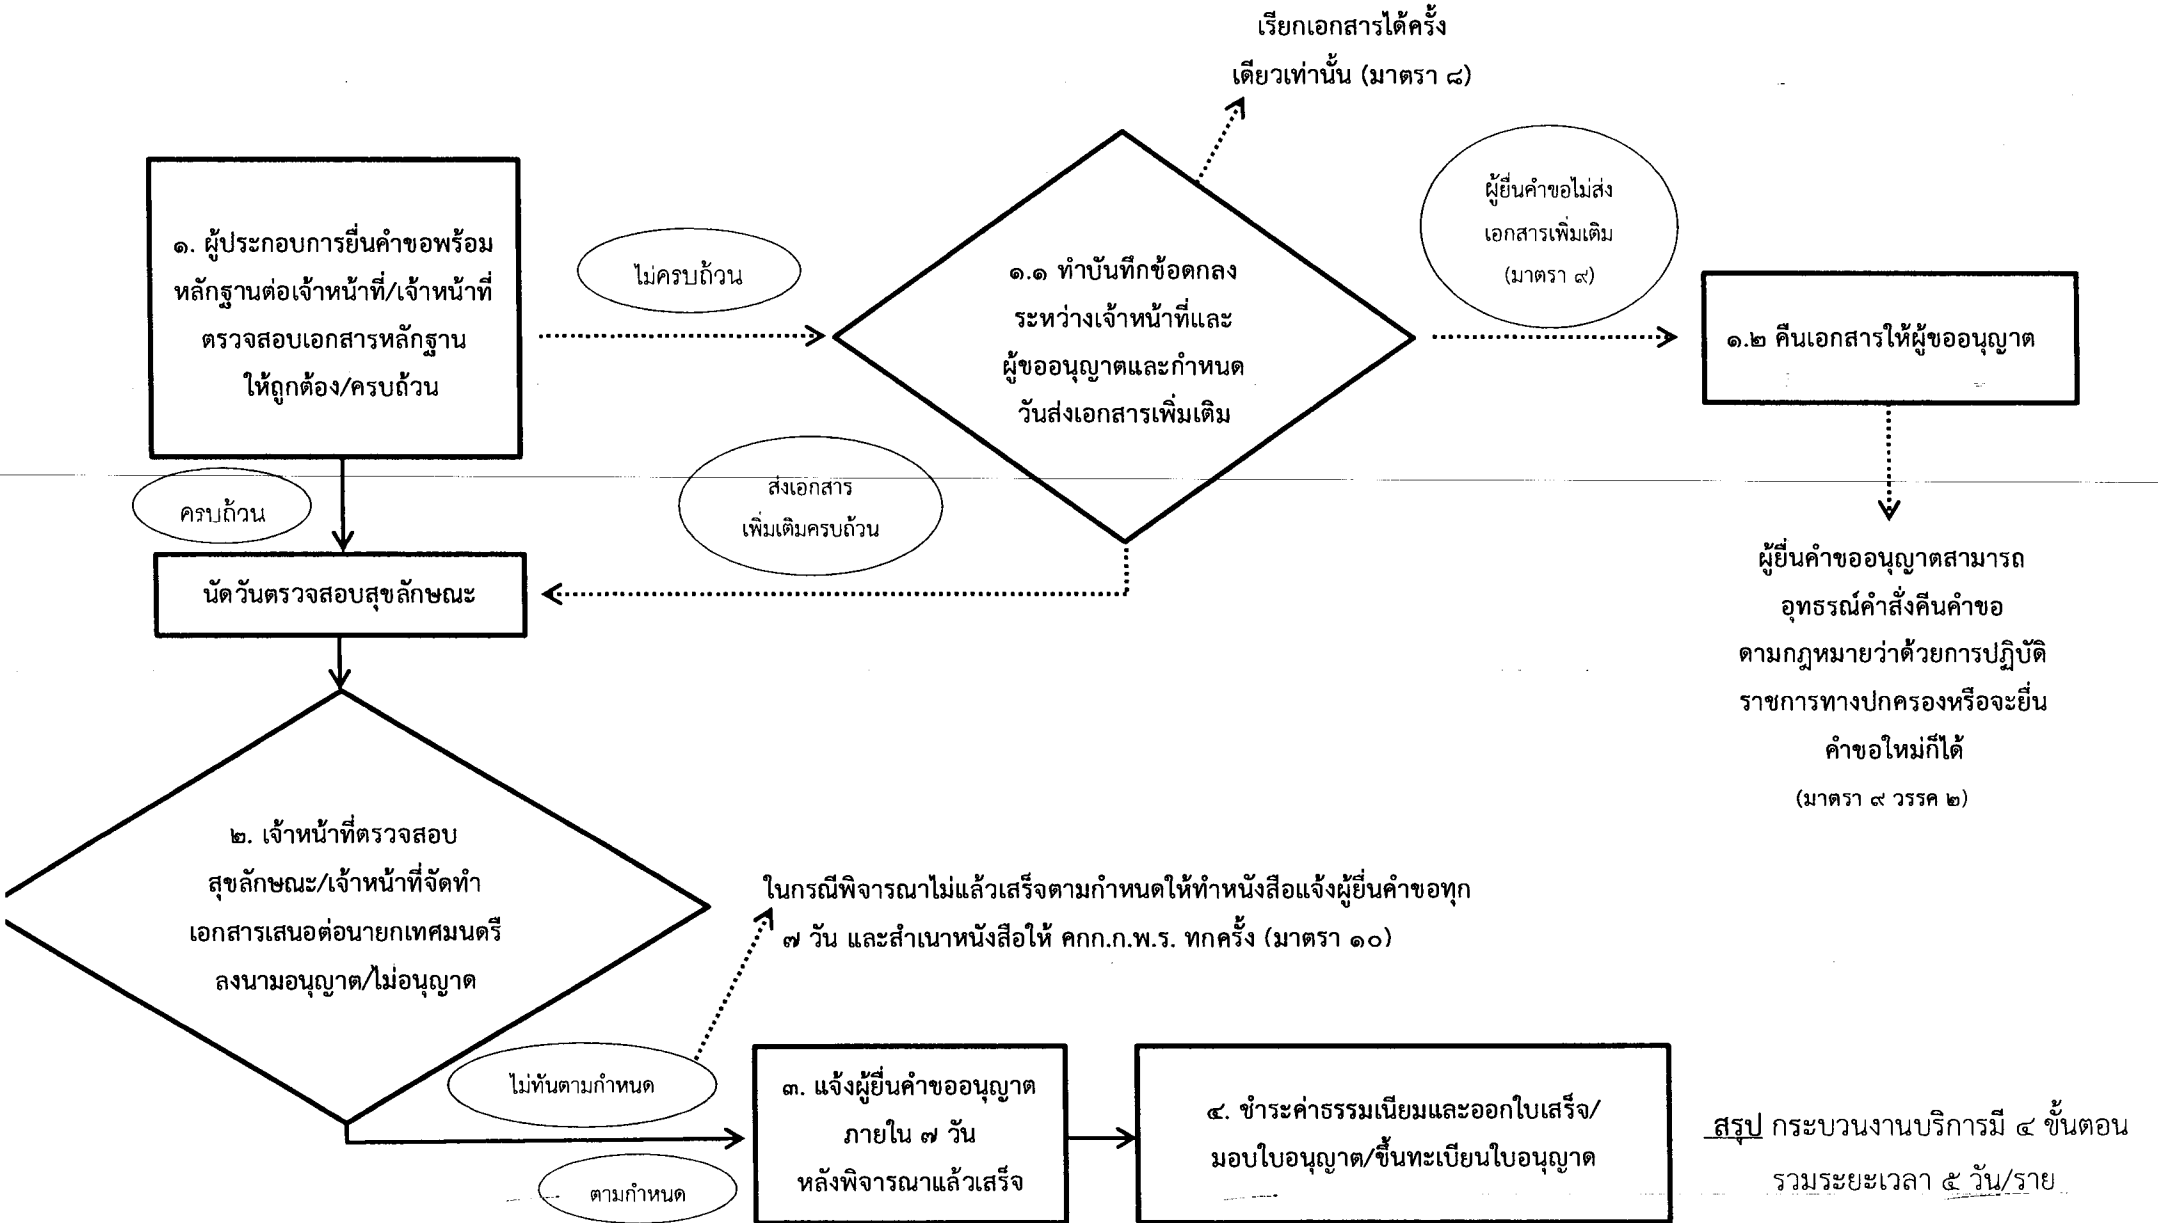 เรียกเอกสารได้ครั้ง
เดียวเท่านั้น (มาตรา ๘)
๑. ผู้ประกอบการยื่นคำขอพร้อม
หลักฐานต่อเจ้าหน้าที่/เจ้าหน้าที่
ตรวจสอบเอกสารหลักฐาน
ให้ถูกต้อง/ครบถ้วน
ไม่ครบถ้วน
๑.๑ ทำบันทึกข้อตกลง
ระหว่างเจ้าหน้าที่และ
ผู้ขออนุญาตและกำหนด
วันส่งเอกสารเพิ่มเติม
ผู้ยื่นคำขอไม่ส่ง
เอกสารเพิ่มเติม
(มาตรา ๙)
๑.๒ คืนเอกสารให้ผู้ขออนุญาต
ครบถ้วน
ส่งเอกสาร
เพิ่มเติมครบถ้วน
นัดวันตรวจสอบสุขลักษณะ
ผู้ยื่นคำขออนุญาตสามารถ
อุทธรณ์คำสั่งคืนคำขอ
ตามกฎหมายว่าด้วยการปฏิบัติ
ราชการทางปกครองหรือจะยื่น
คำขอใหม่ก็ได้
(มาตรา ๙ วรรค ๒)
๒. เจ้าหน้าที่ตรวจสอบ
สุขลักษณะ/เจ้าหน้าที่จัดทำ
เอกสารเสนอต่อนายกเทศมนตรี
ลงนามอนุญาต/ไม่อนุญาต
ในกรณีพิจารณาไม่แล้วเสร็จตามกำหนดให้ทำหนังสือแจ้งผู้ยื่นคำขอทุก
๗ วัน และสำเนาหนังสือให้ คกก.ก.พ.ร. ทกครั้ง (มาตรา ๑๐)
ไม่ทันตามกำหนด
ตามกำหนด
๓. แจ้งผู้ยื่นคำขออนุญาต
ภายใน ๗ วัน
หลังพิจารณาแล้วเสร็จ
๔. ชำระค่าธรรมเนียมและออกใบเสร็จ/
มอบใบอนุญาต/ขึ้นทะเบียนใบอนุญาต
สรุป กระบวนงานบริการมี ๔ ขั้นตอน
รวมระยะเวลา ๕ วัน/ราย